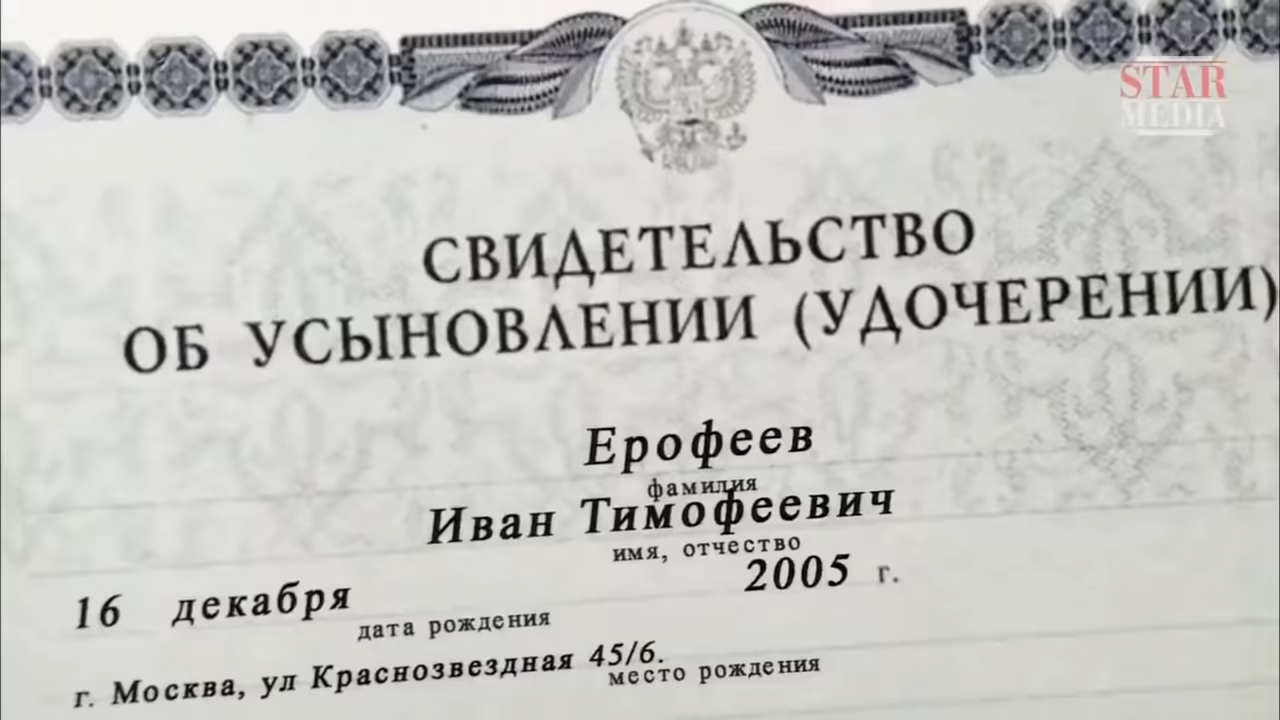 STAR
MEDIA
СВИДЕТЕЛЬСТВО
ОБ УСЫНОВЛЕНИИ (УДОЧЕРЕНИИ)
Ерофеев
фамилия
Иван Тимофеевич
имя, отчество
16 декабря 2005 г.
дата рождения
г. Москва, ул Краснозвездная 45/6.
место рождения